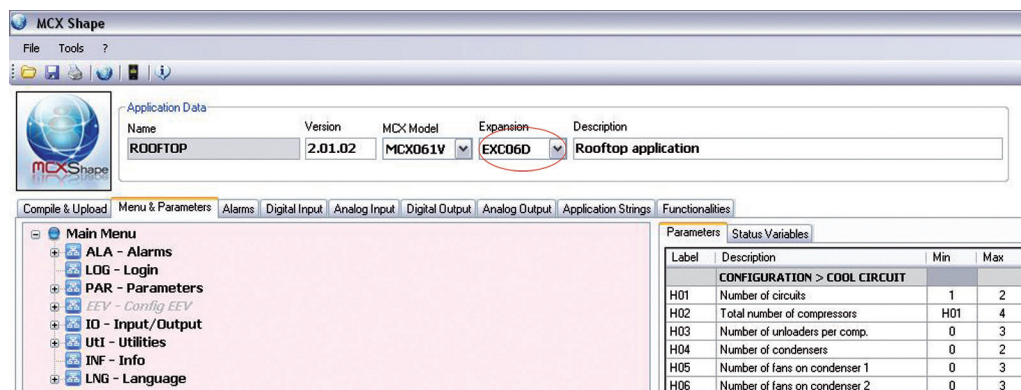 MCX Shape
File Tools ?
Application Data
Name Version MCX Model Expansion Description
ROOFTOP 2.01.02 MCX061V EXC06D Rooftop application
MCXShape
Compile & Upload Menu & Parameters Alarms Digital Input Analog Input Digital Output Analog Output Application Strings Functionalities
Main Menu
ALA - Alarms
LOG - Login
PAR - Parameters
EEV - Config EEV
IO - Input/Output
UtI - Utilities
INF - Info
LNG - Language
Parameters Status Variables
Label Description Min Max
CONFIGURATION > COOL CIRCUIT
H01 Number of circuits 1 2
H02 Total number of compressors H01 4
H03 Number of unloaders per comp. 0 3
H04 Number of condensers 0 2
H05 Number of fans on condenser 1 0 3
H06 Number of fans on condenser 2 0 3